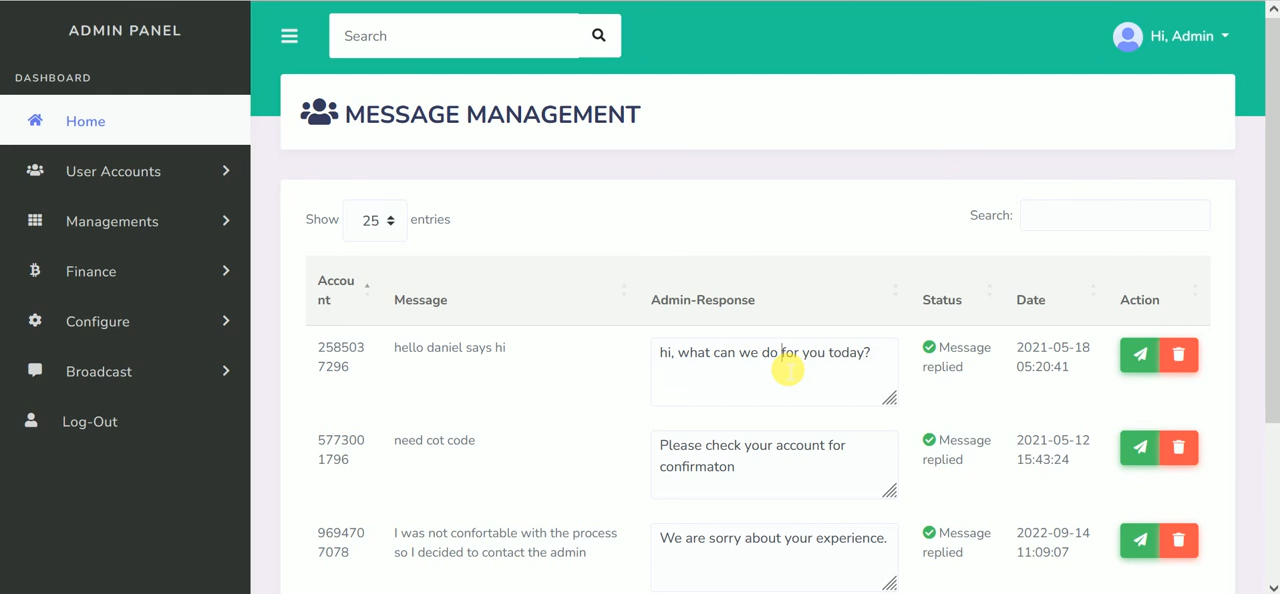 ADMIN PANEL
DASHBOARD
Home
User Accounts
Managements
Finance
Configure
Broadcast
Log-Out
Search
Hi, Admin
MESSAGE MANAGEMENT
Show 25 entries
Search:
Accou
nt
Message
Admin-Response
Status
Date
Action
258503
7296
hello daniel says hi
hi, what can we do for you today?
Message
replied
2021-05-18
05:20:41
577300
1796
need cot code
Please check your account for
confirmaton
Message
replied
2021-05-12
15:43:24
969470
7078
I was not confortable with the process
so I decided to contact the admin
We are sorry about your experience.
Message
replied
2022-09-14
11:09:07